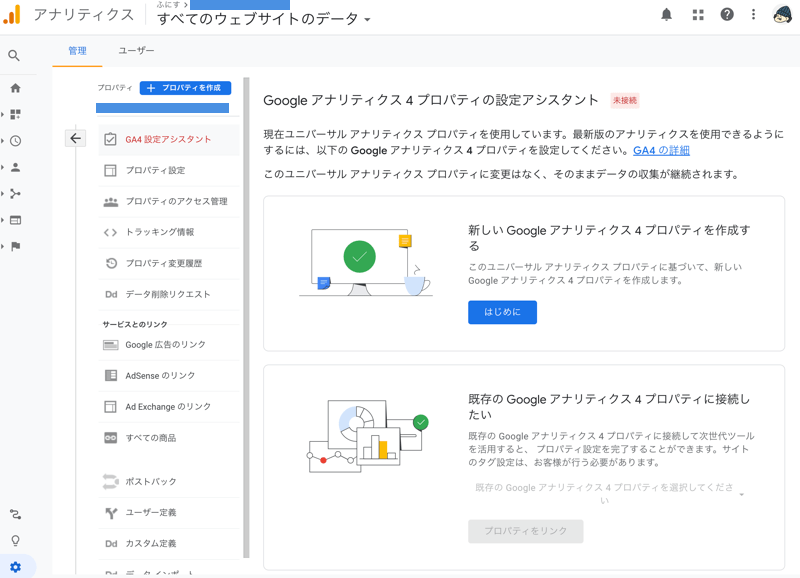 アナリティクス
ふにす
すべてのウェブサイトのデータ
管理
ユーザー
プロパティ
＋ プロパティを作成
GA4 設定アシスタント
プロパティ設定
プロパティのアクセス管理
トラッキング情報
プロパティ変更履歴
Dd データ削除リクエスト
サービスとのリンク
Google 広告のリンク
AdSense のリンク
Ad Exchange のリンク
すべての商品
ポストバック
ユーザー定義
Dd カスタム定義
Dd データインポート
Google アナリティクス 4 プロパティの設定アシスタント 未接続
現在ユニバーサル アナリティクス プロパティを使用しています。最新版のアナリティクスを使用できるように
するには、以下の Google アナリティクス 4 プロパティを設定してください。GA4 の詳細
このユニバーサル アナリティクス プロパティに変更はなく、そのままデータの収集が継続されます。
新しい Google アナリティクス 4 プロパティを作成す
る
このユニバーサル アナリティクス プロパティに基づいて、新しい
Google アナリティクス 4 プロパティを作成します。
はじめに
既存の Google アナリティクス 4 プロパティに接続し
たい
既存の Google アナリティクス 4 プロパティに接続して次世代ツール
を活用すると、 プロパティ設定を完了することができます。サイト
のタグ設定は、お客様が行う必要があります。
既存の Google アナリティクス 4 プロパティを選択してくださ
い
プロパティをリンク